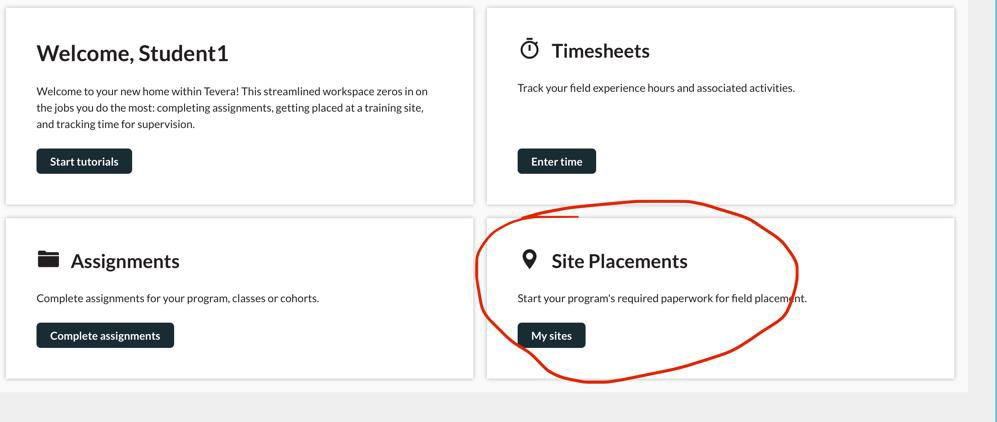 Welcome, Student1
Welcome to your new home within Tevera! This streamlined workspace zeros in on
the jobs you do the most: completing assignments, getting placed at a training site,
and tracking time for supervision.
Start tutorials
Timesheets
Track your field experience hours and associated activities.
Enter time
Assignments
Complete assignments for your program, classes or cohorts.
Complete assignments
Site Placements
Start your program's required paperwork for field placement.
My sites